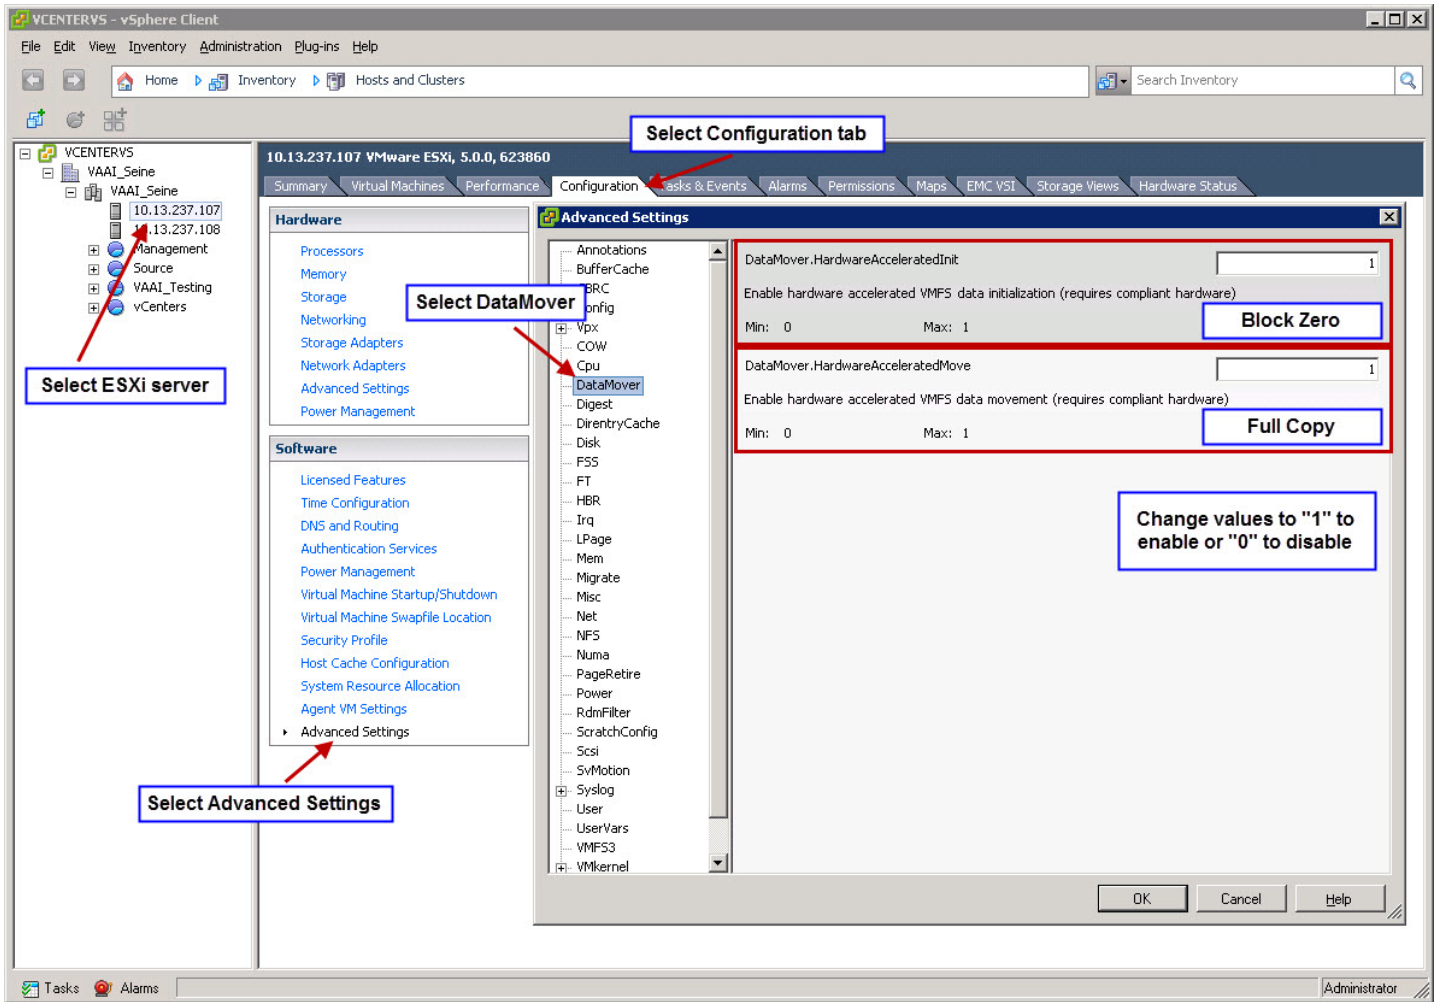 VCENTERVS - vSphere Client
File Edit View Inventory Administration Plug-ins Help
Home Inventory Hosts and Clusters
Search Inventory
Select Configuration tab
VCENTERVS
VAAI_Seine
VAAI_Seine
10.13.237.107
10.13.237.108
Management
Source
VAAI_Testing
vCenters
Select ESXi server
10.13.237.107 VMware ESXi, 5.0.0, 623860
Summary Virtual Machines Performance Configuration Tasks & Events Alarms Permissions Maps EMC VSI Storage Views Hardware Status
Hardware
Processors
Memory
Storage
Networking
Storage Adapters
Network Adapters
Advanced Settings
Power Management
Software
Licensed Features
Time Configuration
DNS and Routing
Authentication Services
Power Management
Virtual Machine Startup/Shutdown
Virtual Machine Swapfile Location
Security Profile
Host Cache Configuration
System Resource Allocation
Agent VM Settings
Advanced Settings
Select Advanced Settings
Select DataMover
Advanced Settings
Annotations
BufferCache
CBRC
Config
Vpx
COW
Cpu
DataMover
Digest
DirentryCache
Disk
FSS
FT
HBR
Irq
LPage
Mem
Migrate
Misc
Net
NFS
Numa
PageRetire
Power
RdmFilter
ScratchConfig
Scsi
SvMotion
Syslog
User
UserVars
VMFS3
VMkernel
DataMover.HardwareAcceleratedInit 1
Enable hardware accelerated VMFS data initialization (requires compliant hardware)
Min: 0 Max: 1
Block Zero
DataMover.HardwareAcceleratedMove 1
Enable hardware accelerated VMFS data movement (requires compliant hardware)
Min: 0 Max: 1
Full Copy
Change values to "1" to
enable or "0" to disable
OK Cancel Help
Tasks Alarms
Administrator